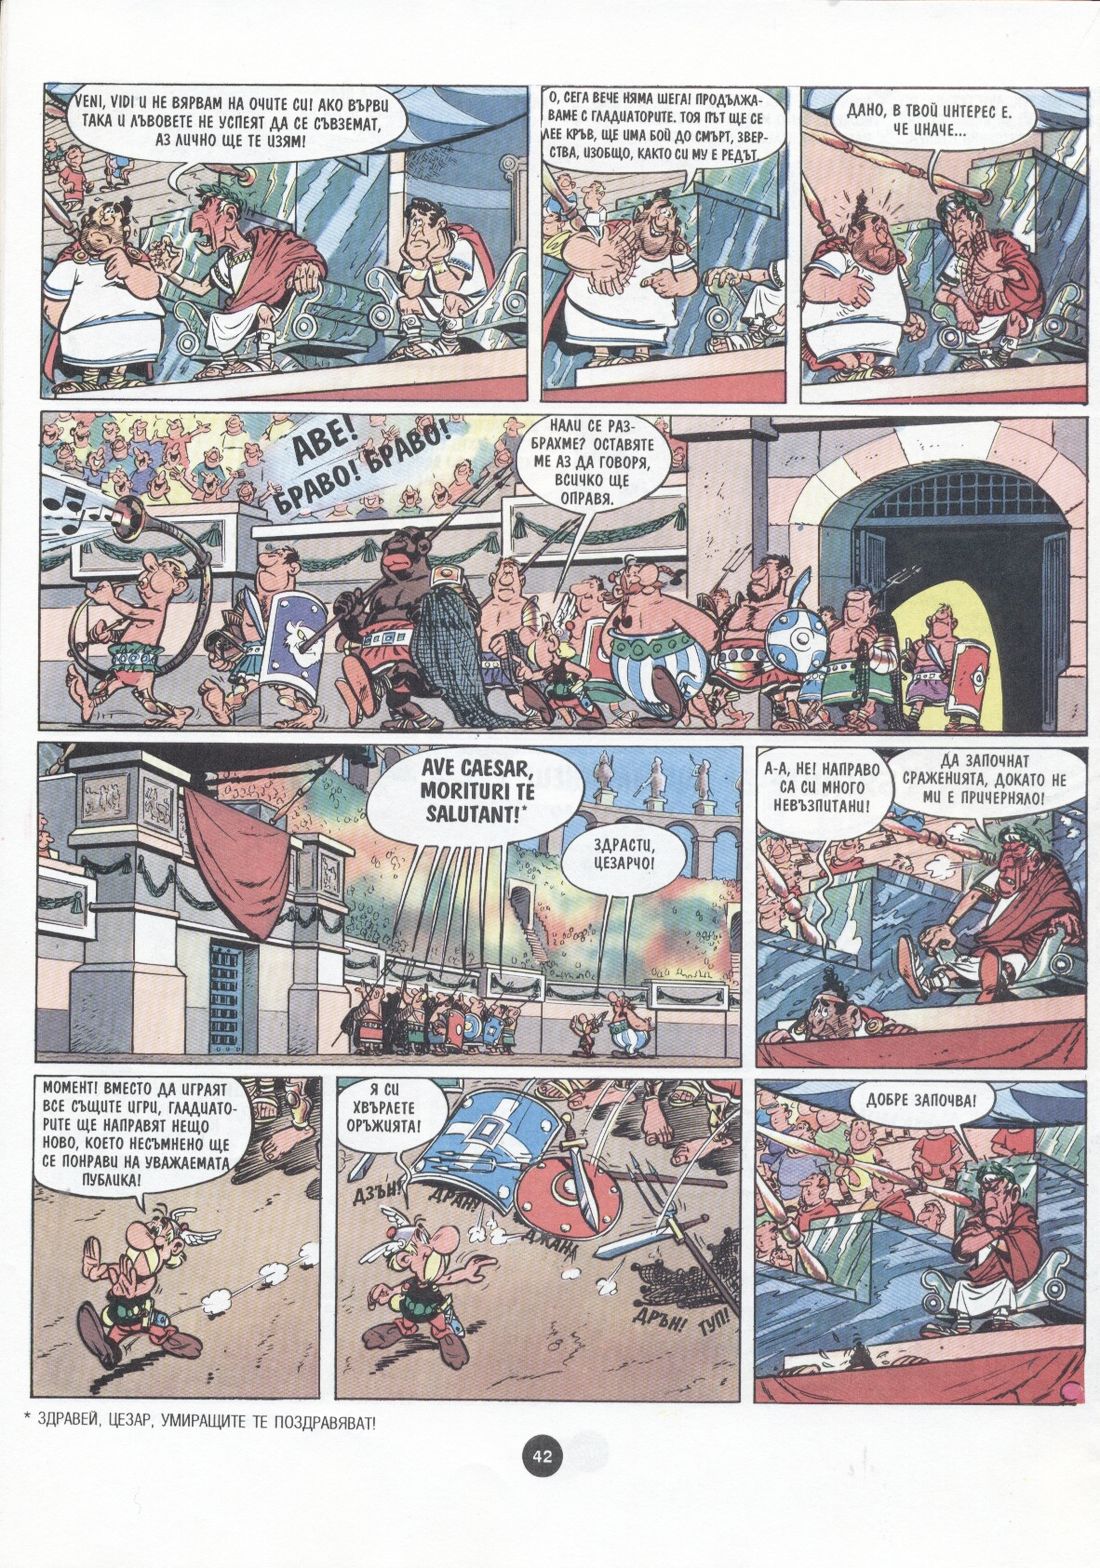 VENI, VIDI И НЕ ВЯРВАМ НА ОЧИТЕ СИ! АКО ВЪРВИ
ТАКА И ЛЪВОВЕТЕ НЕ УСПЕЯТ ДА СЕ СЪВЗЕМАТ,
АЗ ЛИЧНО ЩЕ ТЕ ИЗЯМ!
О, СЕГА ВЕЧЕ НЯМА ШЕГА! ПРОДЪЛЖА-
ВАМЕ С ГЛАДИАТОРИТЕ. ТОЯ ПЪТ ЩЕ СЕ
ЛЕЕ КРЪВ, ЩЕ ИМА БОЙ ДО СМЪРТ, ЗВЕР-
СТВА, ИЗОБЩО, КАКТО СИ МУ Е РЕДЪТ.
ДАНО, В ТВОЙ ИНТЕРЕС Е.
ЧЕ ИНАЧЕ...
АВЕ!
БРАВО! БРАВО!
НАЛИ СЕ РАЗ-
БРАХМЕ? ОСТАВЯТЕ
МЕ АЗ ДА ГОВОРЯ,
ВСИЧКО ЩЕ
ОПРАВЯ.
AVE CAESAR,
MORITURI TE
SALUTANT!*
ЗДРАСТИ,
ЦЕЗАРЧО!
А-А, НЕ! НАПРАВО
СА СИ МНОГО
НЕВЪЗПИТАНИ!
ДА ЗАПОЧНАТ
СРАЖЕНИЯТА, ДОКАТО НЕ
МИ Е ПРИЧЕРНЯЛО!
МОМЕНТ! ВМЕСТО ДА ИГРАЯТ
ВСЕ СЪЩИТЕ ИГРИ, ГЛАДИАТО-
РИТЕ ЩЕ НАПРАВЯТ НЕЩО
НОВО, КОЕТО НЕСЪМНЕНО ЩЕ
СЕ ПОНРАВИ НА УВАЖАЕМАТА
ПУБЛИКА!
Я СИ
ХВЪРЛЕТЕ
ОРЪЖИЯТА!
ДЗЪН!
ДРАН!
ДЖАНА
ДРЪН!
ТУП!
ДОБРЕ ЗАПОЧВА!
* ЗДРАВЕЙ, ЦЕЗАР, УМИРАЩИТЕ ТЕ ПОЗДРАВЯВАТ!
42